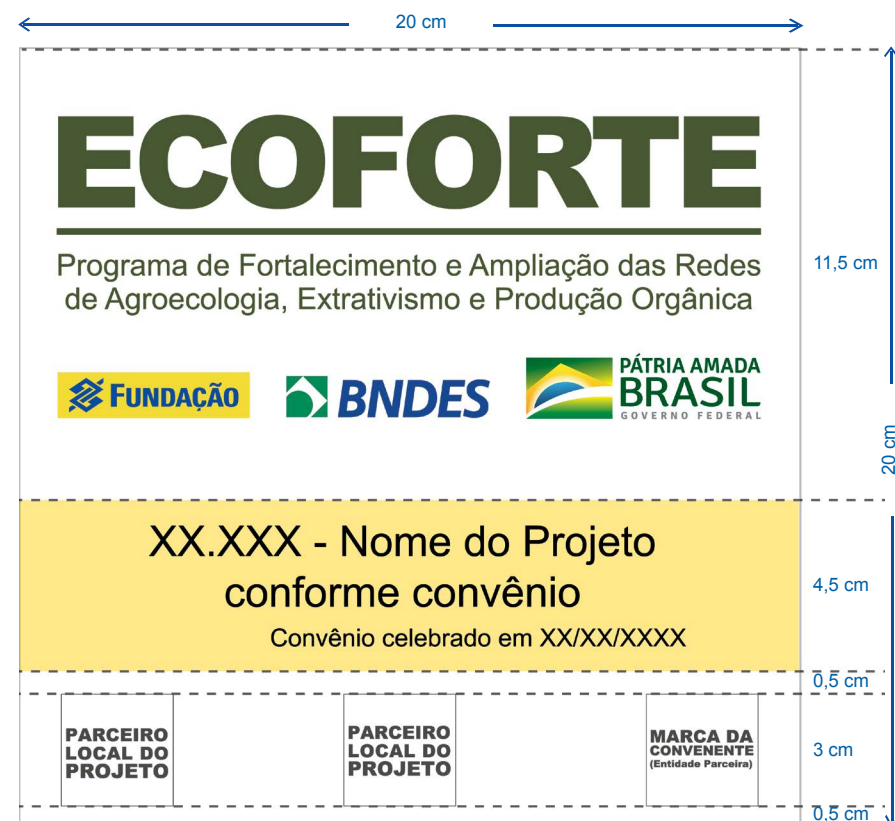 20 cm
ECOFORTE
Programa de Fortalecimento e Ampliação das Redes
de Agroecologia, Extrativismo e Produção Orgânica
11,5 cm
FUNDAÇÃO
BNDES
PÁTRIA AMADA
BRASIL
GOVERNO FEDERAL
20 cm
XX.XXX - Nome do Projeto
conforme convênio
Convênio celebrado em XX/XX/XXXX
4,5 cm
0,5 cm
PARCEIRO
LOCAL DO
PROJETO
PARCEIRO
LOCAL DO
PROJETO
MARCA DA
CONVENENTE
(Entidade Parceira)
3 cm
0,5 cm